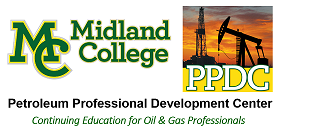 MC Midland
College
PPDC
Petroleum Professional Development Center
Continuing Education for Oil & Gas Professionals